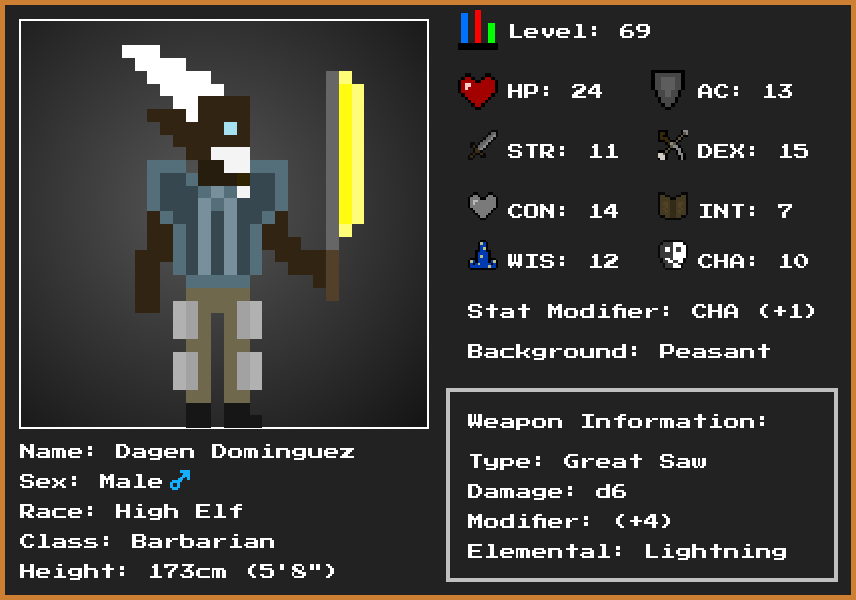 Level: 69
HP: 24
AC: 13
STR: 11
DEX: 15
CON: 14
INT: 7
WIS: 12
CHA: 10
Stat Modifier: CHA (+1)
Background: Peasant
Weapon Information:
Type: Great Saw
Damage: d6
Modifier: (+4)
Elemental: Lightning
Name: Dagen Dominguez
Sex: Male ♂
Race: High Elf
Class: Barbarian
Height: 173cm (5'8")